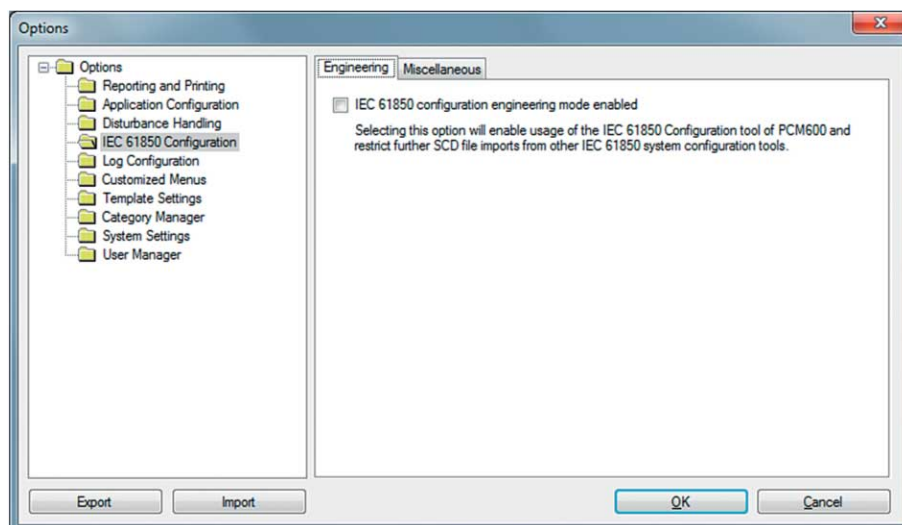 Options
Options
Reporting and Printing
Application Configuration
Disturbance Handling
IEC 61850 Configuration
Log Configuration
Customized Menus
Template Settings
Category Manager
System Settings
User Manager
Engineering
Miscellaneous
IEC 61850 configuration engineering mode enabled
Selecting this option will enable usage of the IEC 61850 Configuration tool of PCM600 and
restrict further SCD file imports from other IEC 61850 system configuration tools.
Export
Import
OK
Cancel